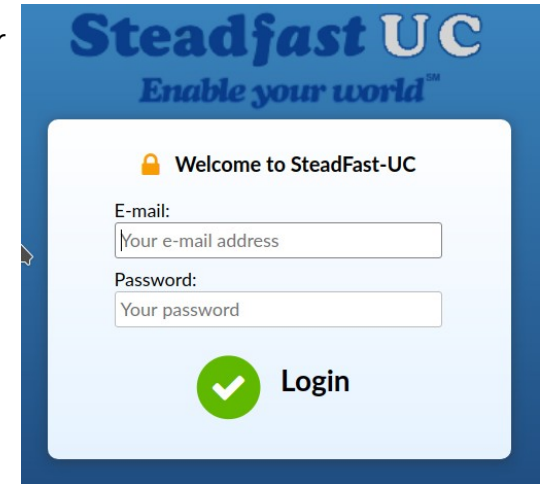 Steadfast UC
Enable your world℠
Welcome to SteadFast-UC
E-mail:
Your e-mail address
Password:
Your password
Login